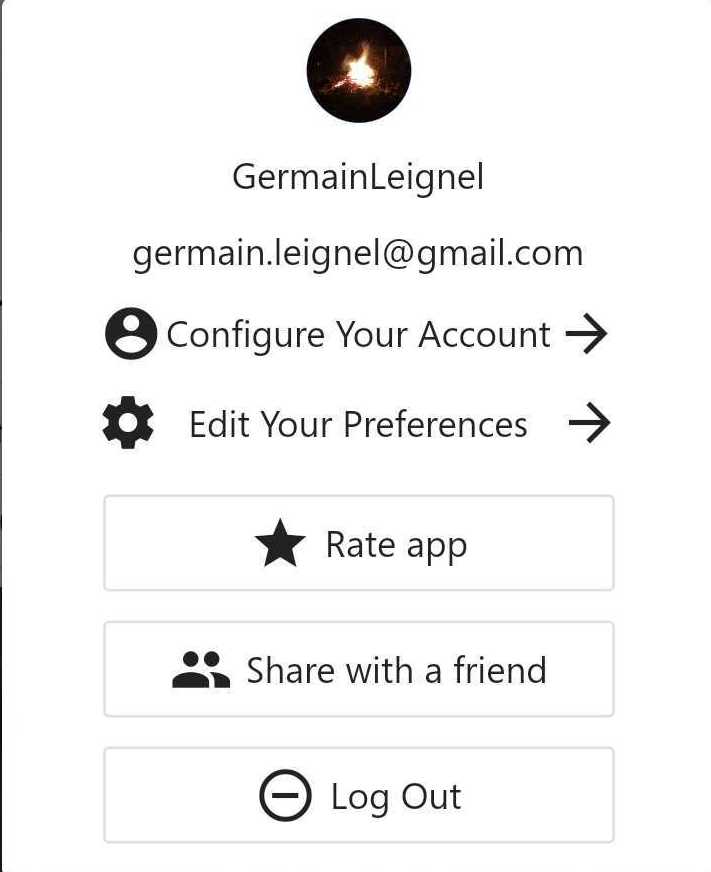 GermainLeignel
germain.leignel@gmail.com
Configure Your Account
Edit Your Preferences
Rate app
Share with a friend
Log Out